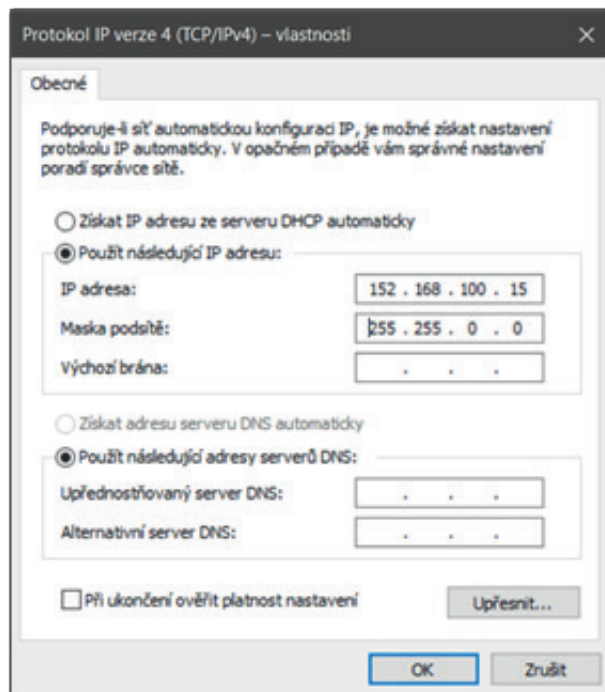 Protokol IP verze 4 (TCP/IPv4) – vlastnosti
Obecné
Podporuje-li síť automatickou konfiguraci IP, je možné získat nastavení
protokolu IP automaticky. V opačném případě vám správné nastavení
poradí správce sítě.
Získat IP adresu ze serveru DHCP automaticky
Použít následující IP adresu:
IP adresa: 152 . 168 . 100 . 15
Maska podsítě: 255 . 255 . 0 . 0
Výchozí brána: . . .
Získat adresu serveru DNS automaticky
Použít následující adresy serverů DNS:
Upřednostňovaný server DNS: . . .
Alternativní server DNS: . . .
Při ukončení ověřit platnost nastavení Upřesnit...
OK Zrušit